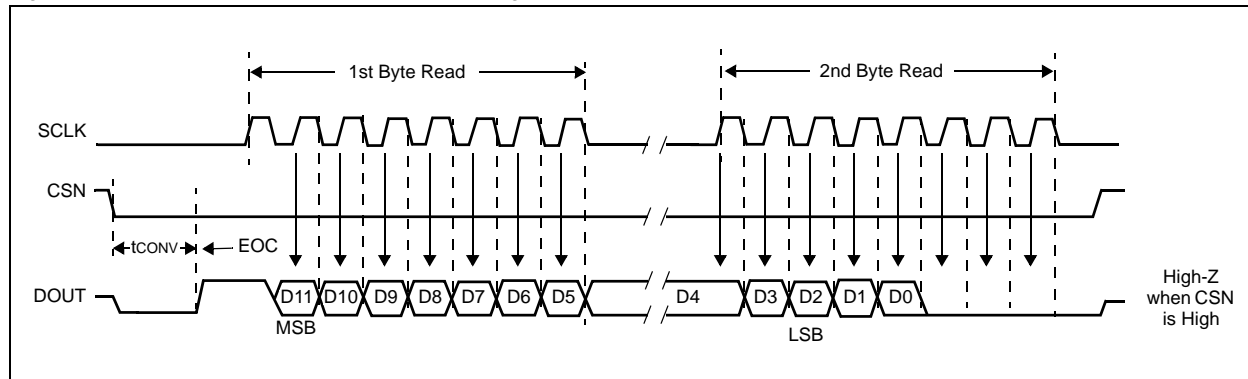 1st Byte Read
2nd Byte Read
SCLK
CSN
tCONV
EOC
DOUT
D11
D10
D9
D8
D7
D6
D5
D4
D3
D2
D1
D0
High-Z
when CSN
is High
MSB
LSB